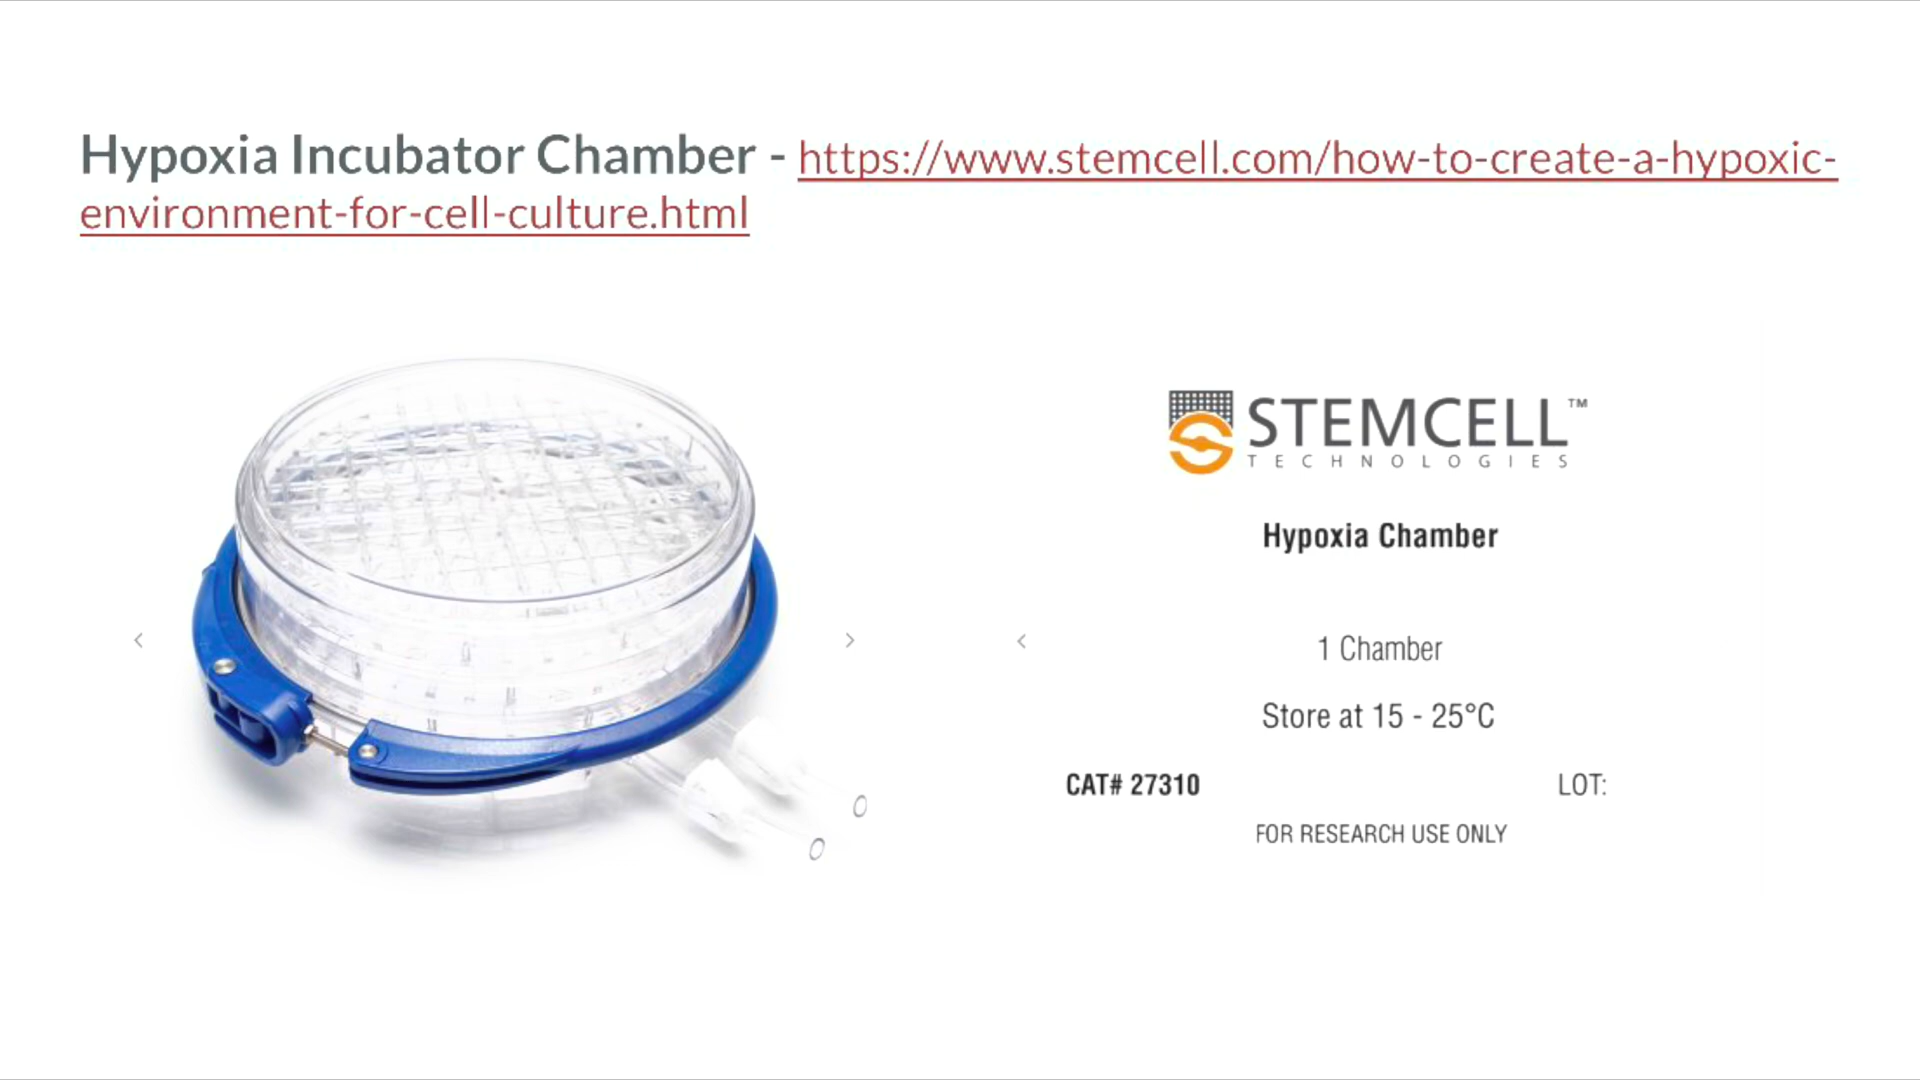 Hypoxia Incubator Chamber - https://www.stemcell.com/how-to-create-a-hypoxic-
environment-for-cell-culture.html
STEMCELL™
TECHNOLOGIES
Hypoxia Chamber
1 Chamber
Store at 15 - 25°C
CAT# 27310 LOT:
FOR RESEARCH USE ONLY